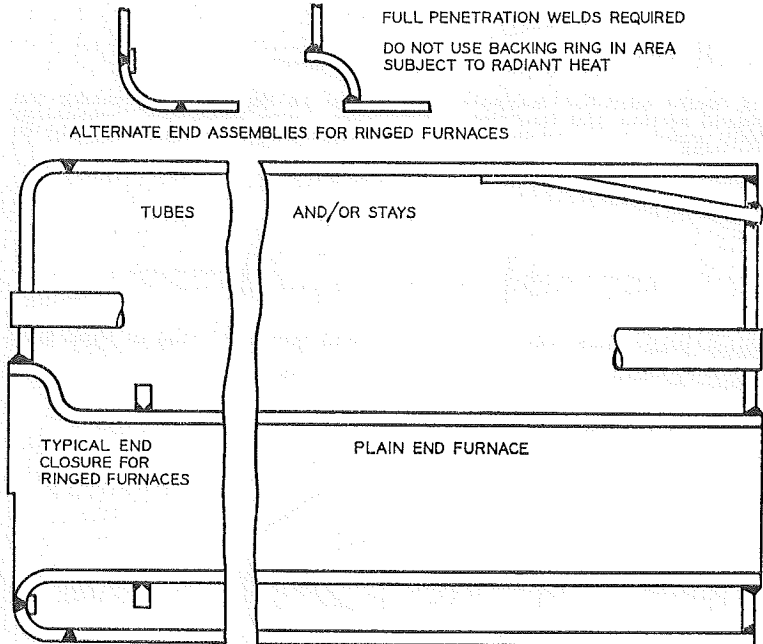 FULL PENETRATION WELDS REQUIRED
DO NOT USE BACKING RING IN AREA
SUBJECT TO RADIANT HEAT
ALTERNATE END ASSEMBLIES FOR RINGED FURNACES
TUBES
AND/OR STAYS
TYPICAL END
CLOSURE FOR
RINGED FURNACES
PLAIN END FURNACE